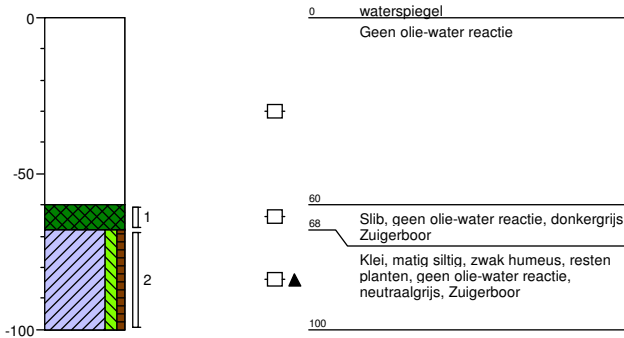 0
-50
-100
1
2
0 waterspiegel
Geen olie-water reactie
60
Slib, geen olie-water reactie, donkergrijs,
Zuigerboor
68
Klei, matig siltig, zwak humeus, resten
planten, geen olie-water reactie,
neutraalgrijs, Zuigerboor
100